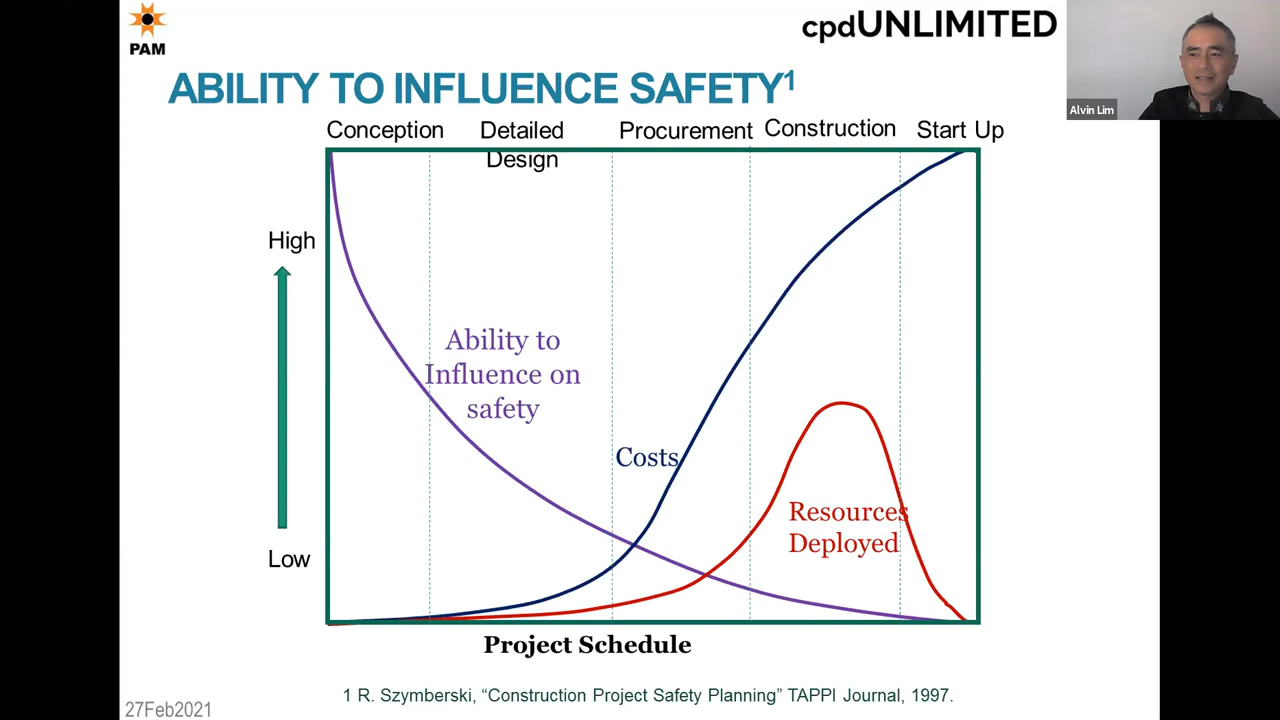 PAM
cpdUNLIMITED
Alvin Lim
ABILITY TO INFLUENCE SAFETY1
Conception
Detailed
Design
Procurement
Construction
Start Up
High
Low
Ability to
Influence on
safety
Costs
Resources
Deployed
Project Schedule
1 R. Szymberski, “Construction Project Safety Planning” TAPPI Journal, 1997.
27Feb2021